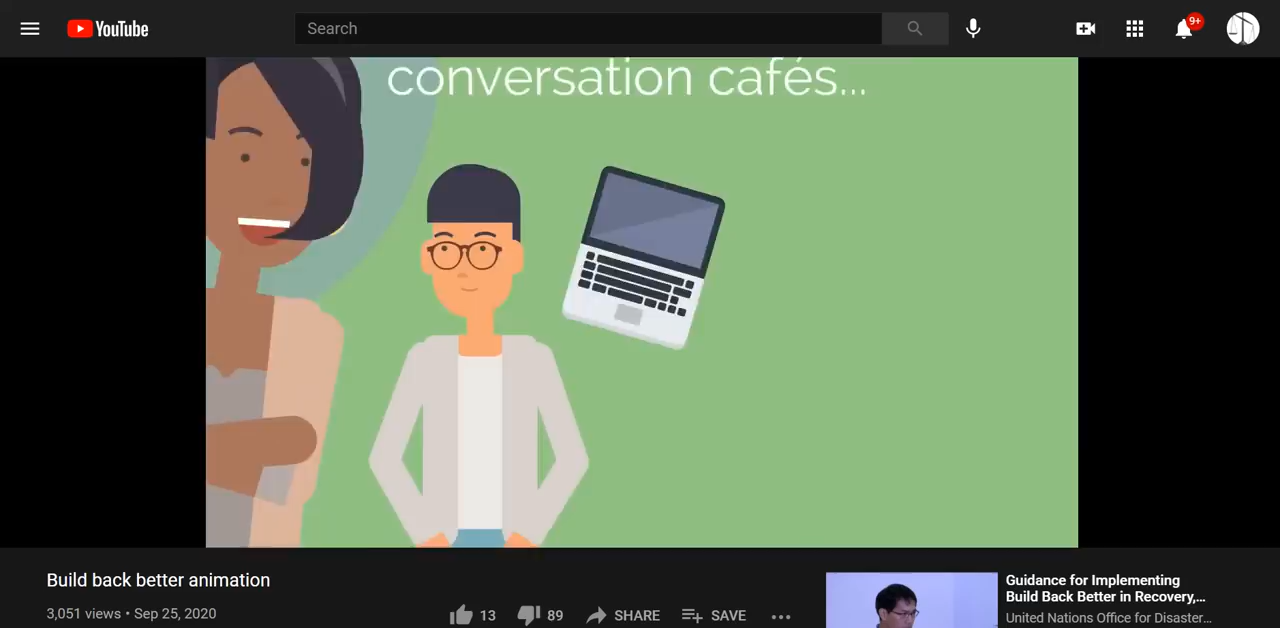 YouTube
Search
9+
conversation cafés...
Build back better animation
3,051 views • Sep 25, 2020
13
89
SHARE
SAVE
Guidance for Implementing
Build Back Better in Recovery,...
United Nations Office for Disaster...